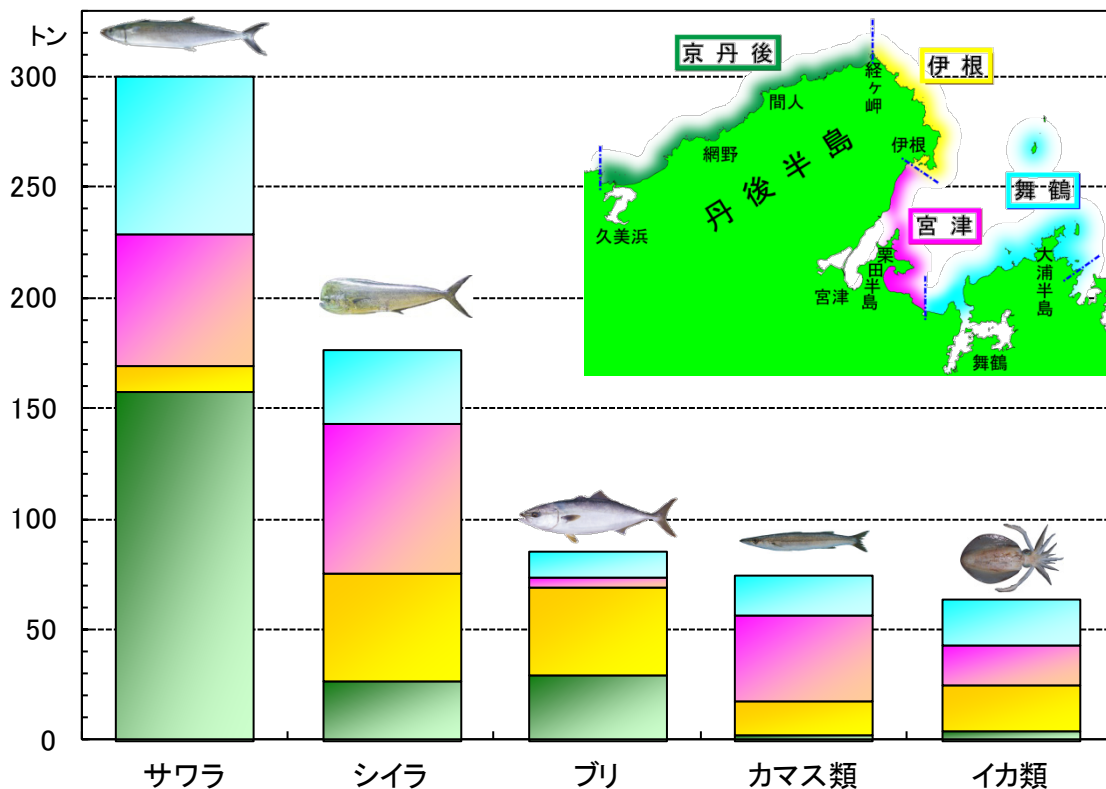 トン
300
250
200
150
100
50
0
サワラ
シイラ
ブリ
カマス類
イカ類
京丹後
伊根
舞鶴
宮津
経ヶ岬
間人
網野
久美浜
丹後半島
伊根
宮津
栗田半島
大浦半島
舞鶴